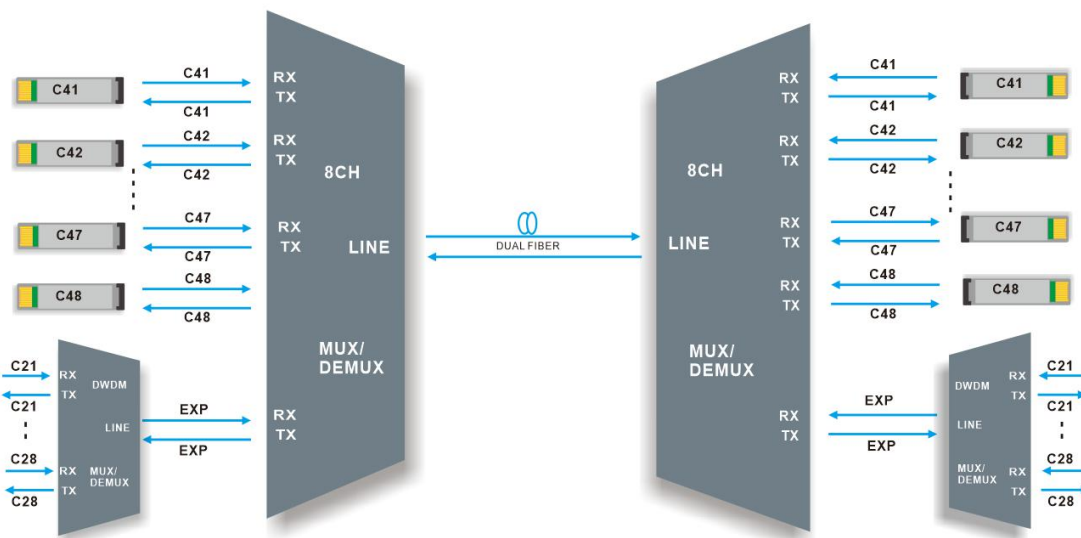 C41
C41
C41
C42
C42
C42
C47
C47
C47
C48
C48
C48
RX
TX
RX
TX
8CH
RX
TX
LINE
MUX/
DEMUX
RX
TX
C21
C21
C28
C28
RX
TX
DWDM
LINE
RX
TX
MUX/
DEMUX
EXP
EXP
DUAL FIBER
RX
TX
RX
TX
8CH
RX
TX
LINE
RX
TX
MUX/
DEMUX
RX
TX
C41
C41
C41
C42
C42
C42
C47
C47
C47
C48
C48
C48
EXP
EXP
DWDM
RX
TX
LINE
MUX/
DEMUX
RX
TX
C21
C21
C28
C28